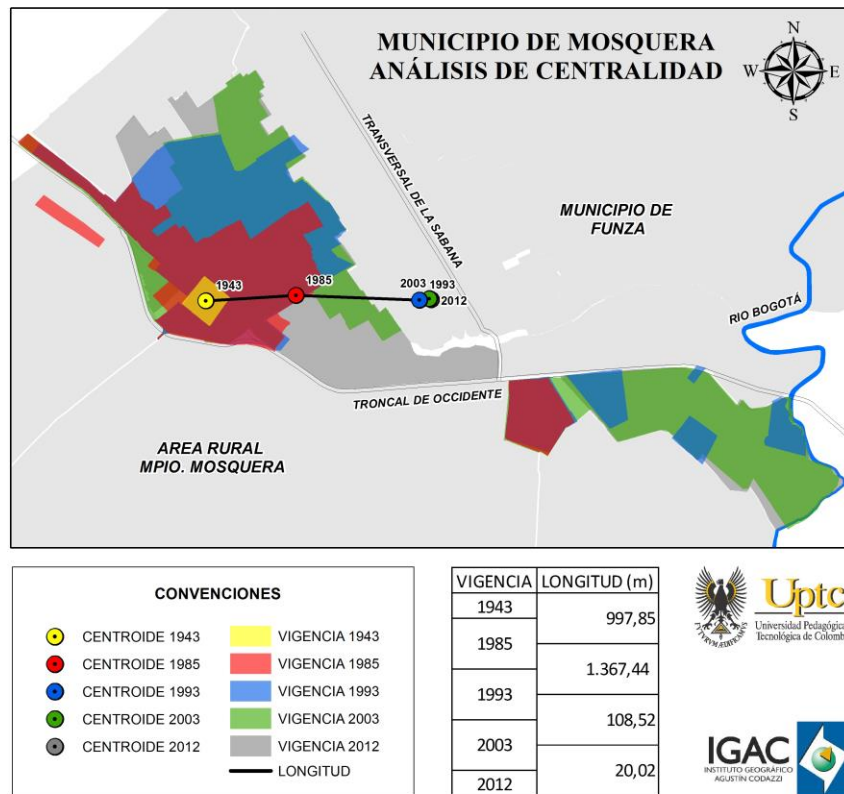 MUNICIPIO DE MOSQUERA
ANÁLISIS DE CENTRALIDAD
N
W
E
S
TRANSVERSAL DE LA SABANA
MUNICIPIO DE
FUNZA
1943
1985
2003
1993
2012
RIO BOGOTÁ
TRONCAL DE OCCIDENTE
AREA RURAL
MPIO. MOSQUERA
CONVENCIONES
CENTROIDE 1943
VIGENCIA 1943
CENTROIDE 1985
VIGENCIA 1985
CENTROIDE 1993
VIGENCIA 1993
CENTROIDE 2003
VIGENCIA 2003
CENTROIDE 2012
VIGENCIA 2012
LONGITUD
VIGENCIA LONGITUD (m)
1943
997,85
1985
1.367,44
1993
108,52
2003
20,02
2012
Uptc
Universidad Pedagógica
Tecnológica de Colomb
IGAC
INSTITUTO GEOGRÁFICO
AGUSTÍN CODAZZI